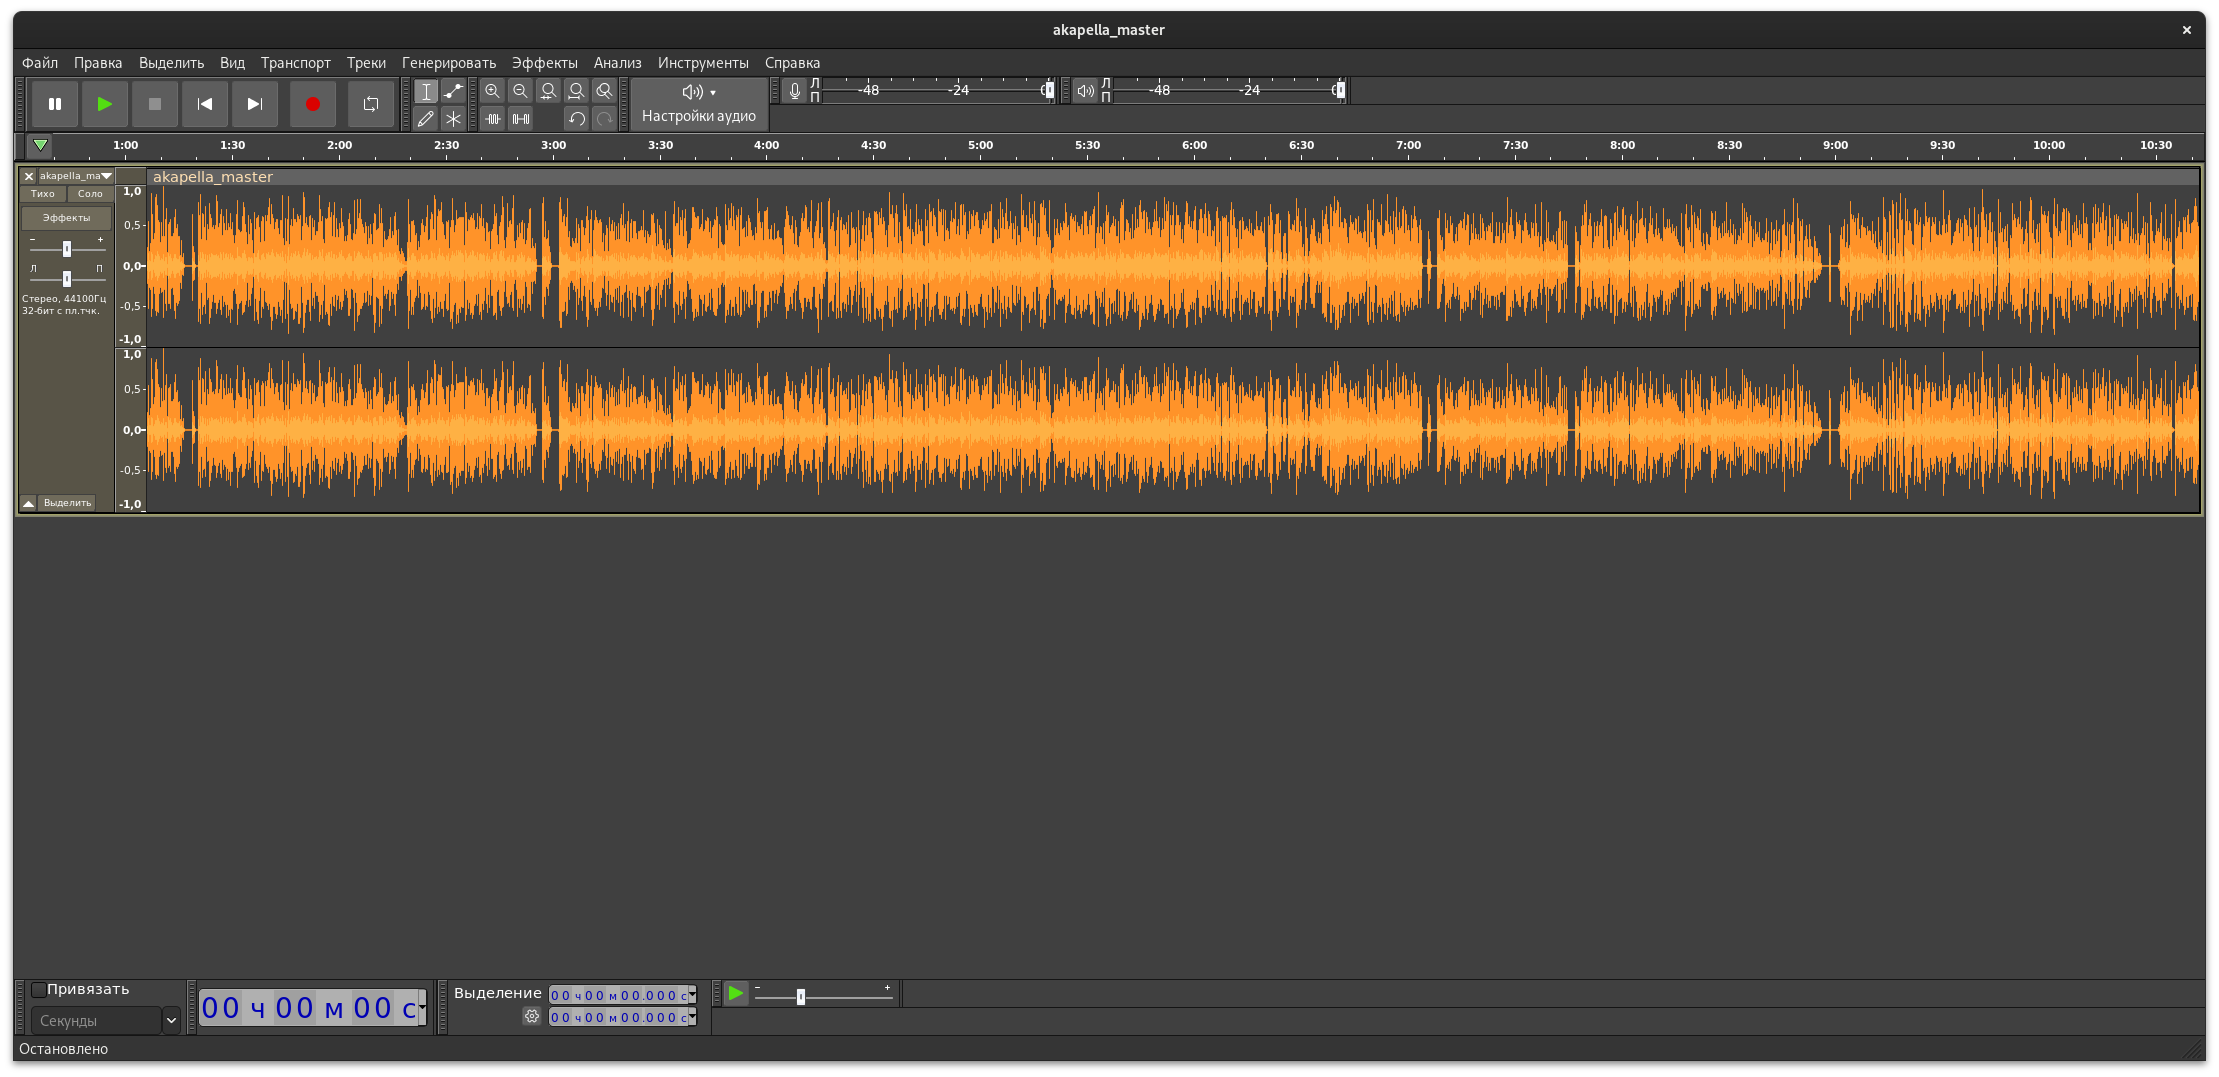 akapella_master
Файл Правка Выделить Вид Транспорт Треки Генерировать Эффекты Анализ Инструменты Справка
Настройки аудио
Л П -48 -24 0
Л П -48 -24 0
1:00 1:30 2:00 2:30 3:00 3:30 4:00 4:30 5:00 5:30 6:00 6:30 7:00 7:30 8:00 8:30 9:00 9:30 10:00 10:30
akapella_ma
akapella_master
Тихо Соло
Эффекты
- +
Л П
Стерео, 44100Гц
32-бит с пл.тчк.
Выделить
1,0
0,5
0,0
-0,5
-1,0
1,0
0,5
0,0
-0,5
-1,0
Привязать
Секунды
00 ч 00 м 00 с
Выделение
00 ч 00 м 00.000 с
00 ч 00 м 00.000 с
- +
Остановлено